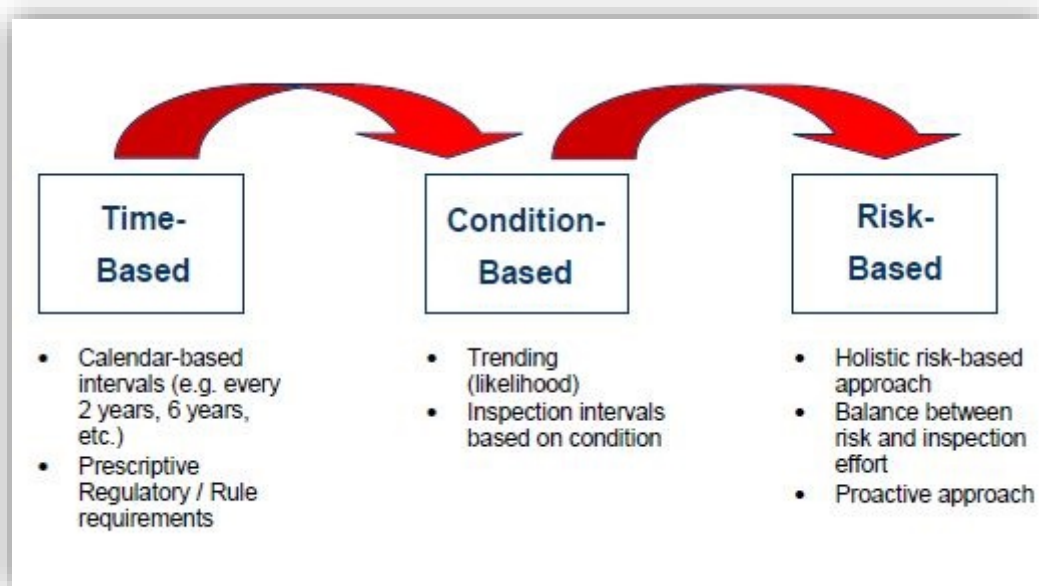 Time-
Based
Condition-
Based
Risk-
Based
• Calendar-based
intervals (e.g. every
2 years, 6 years,
etc.)
• Prescriptive
Regulatory / Rule
requirements
• Trending
(likelihood)
• Inspection intervals
based on condition
• Holistic risk-based
approach
• Balance between
risk and inspection
effort
• Proactive approach